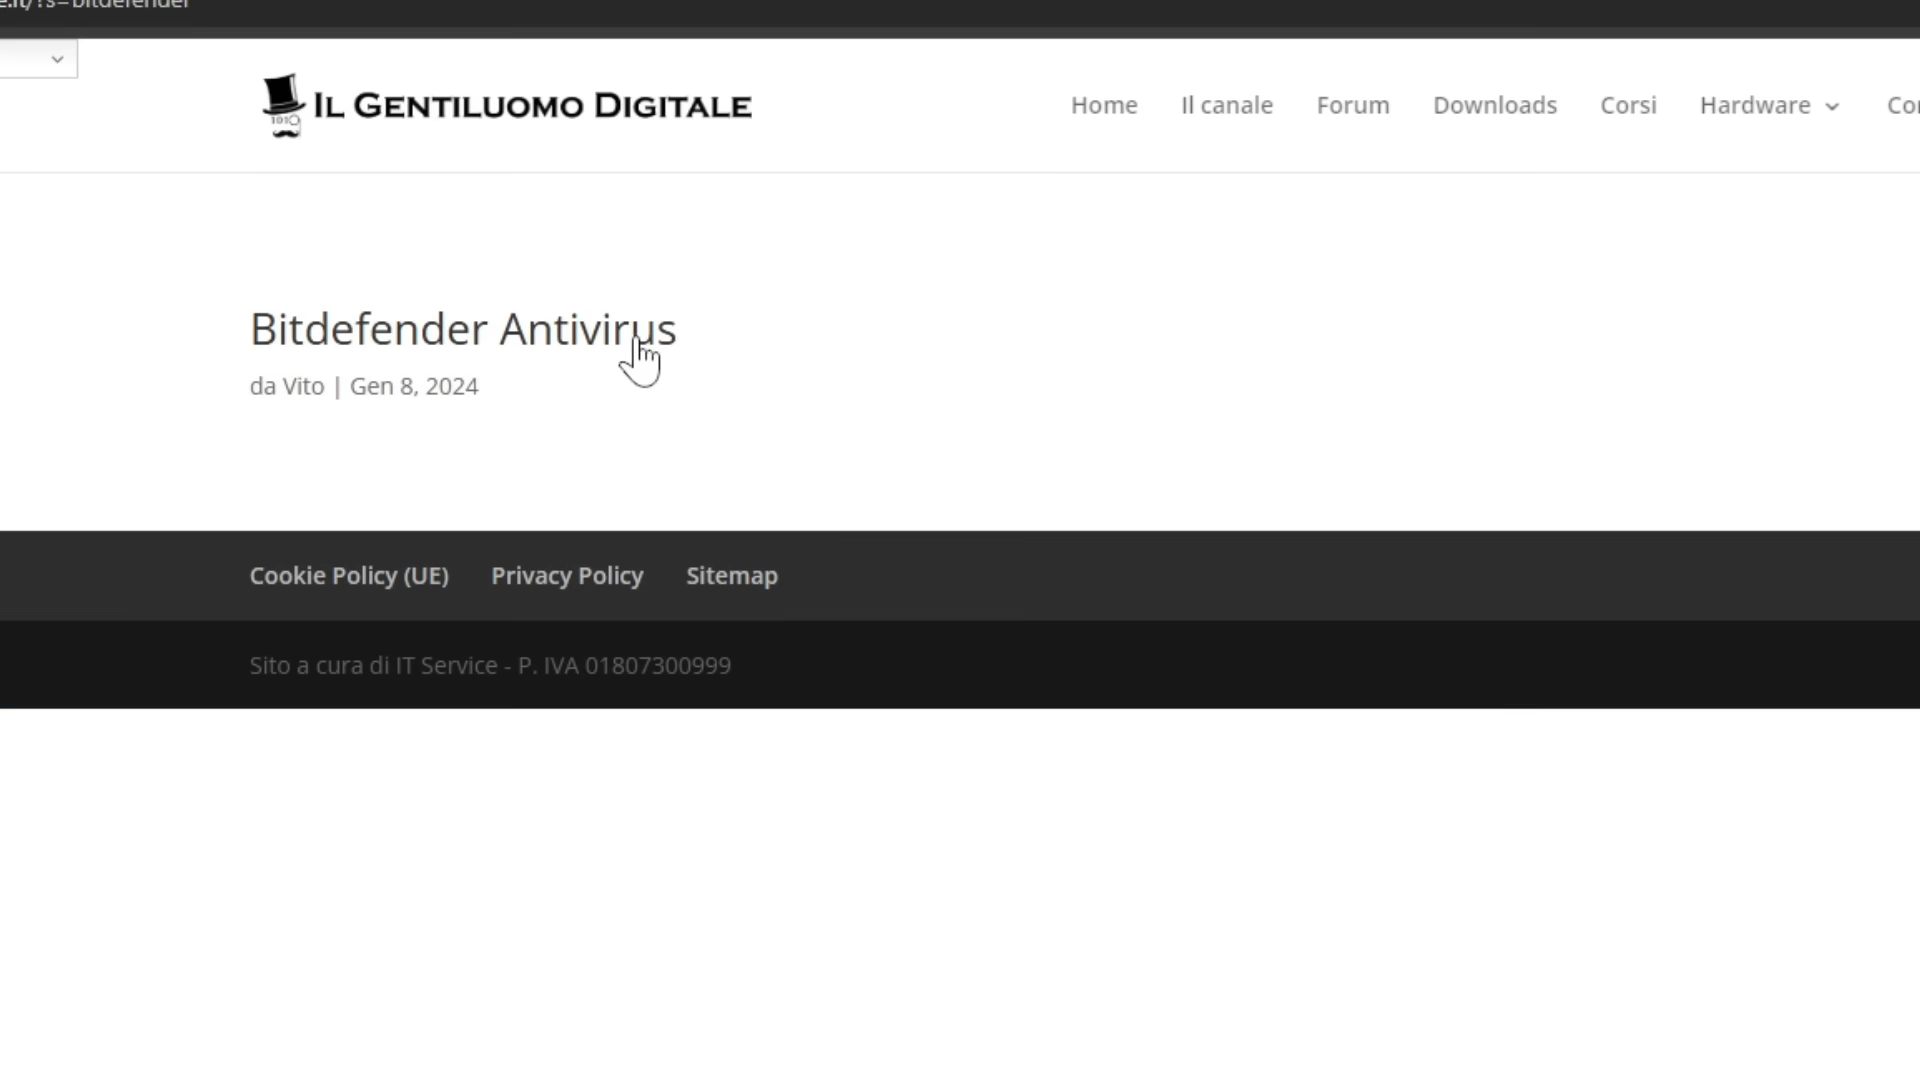 /?s=bitdefender
IL GENTILUOMO DIGITALE
Home Il canale Forum Downloads Corsi Hardware
Bitdefender Antivirus
da Vito | Gen 8, 2024
Cookie Policy (UE) Privacy Policy Sitemap
Sito a cura di IT Service - P. IVA 01807300999